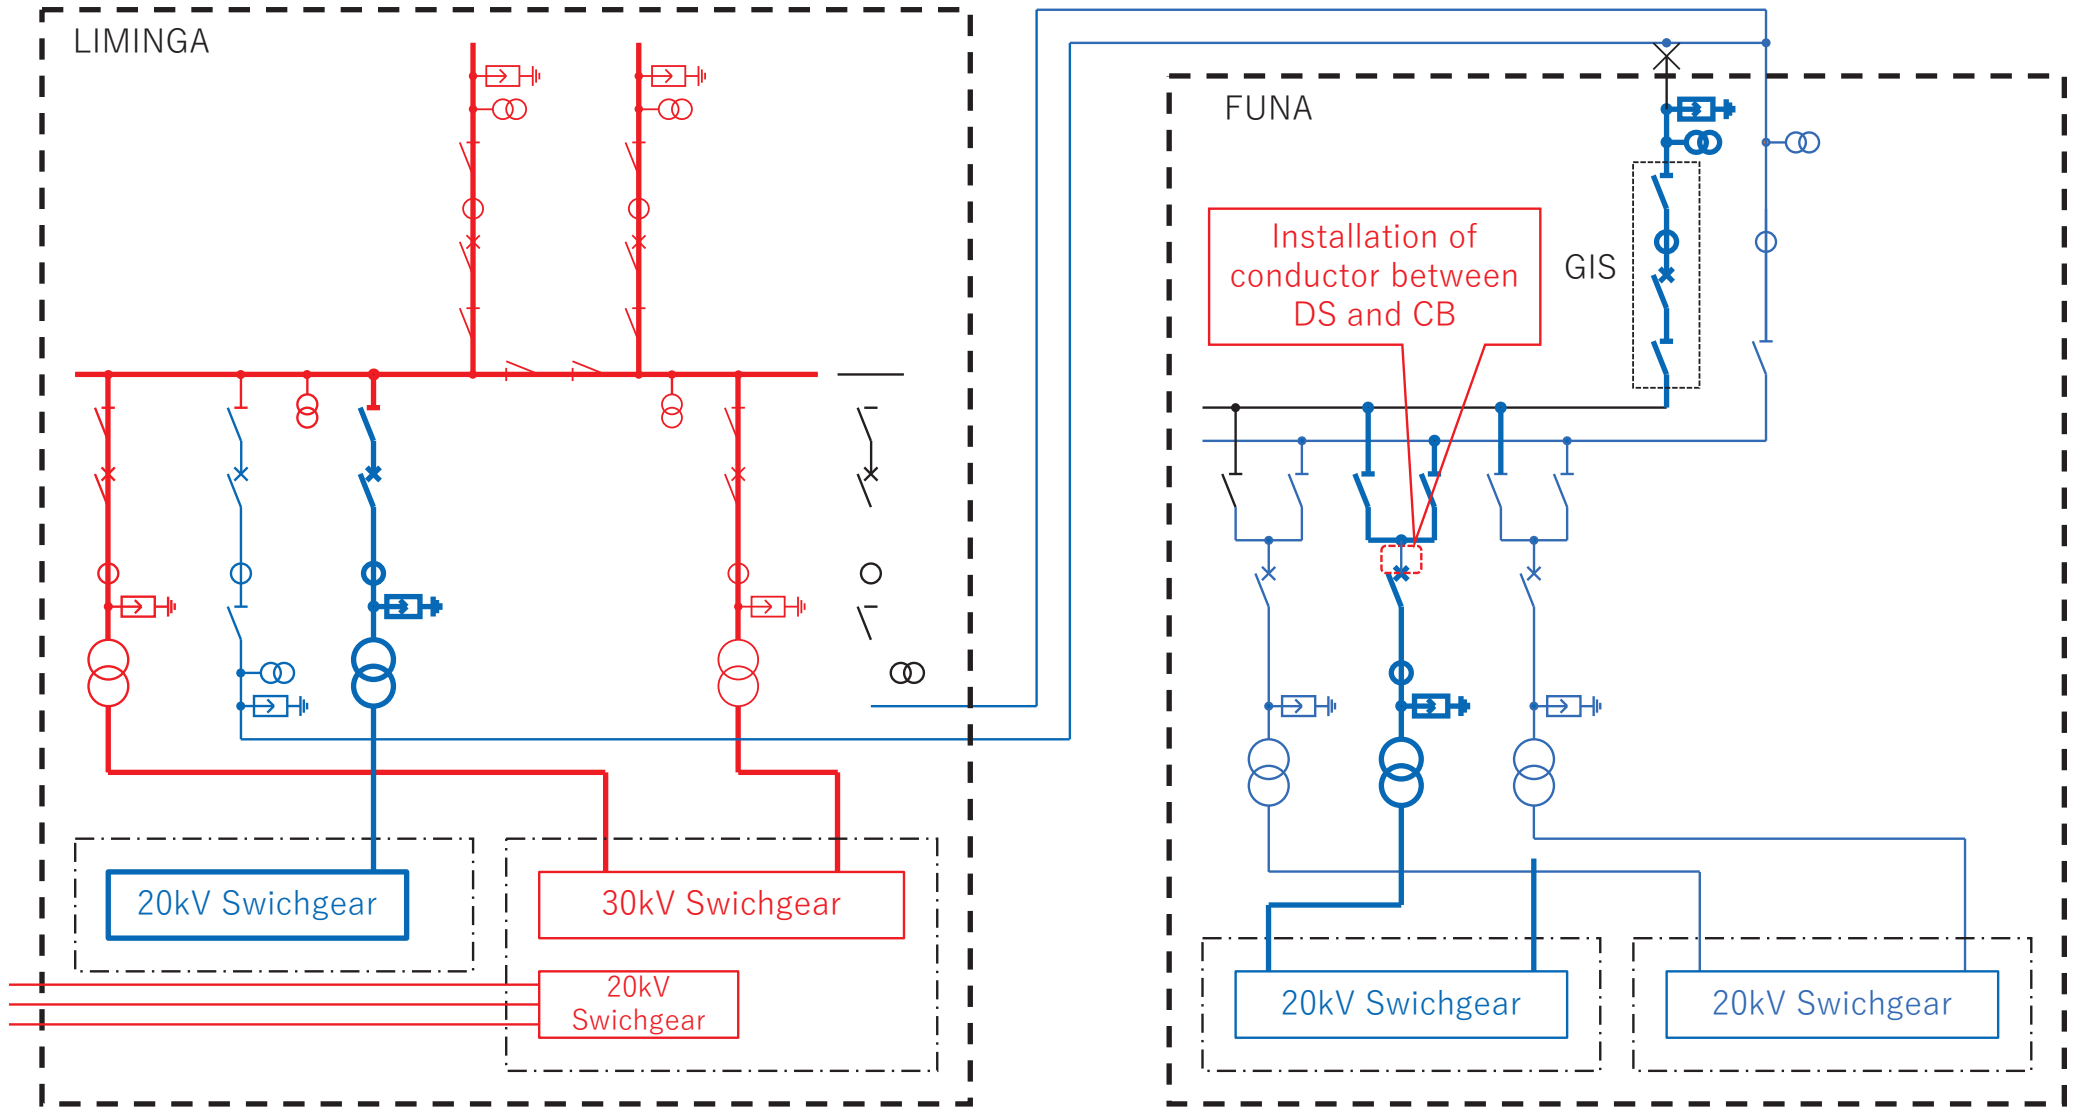 LIMINGA
FUNA
Installation of
conductor between
DS and CB
GIS
20kV Swichgear
30kV Swichgear
20kV
Swichgear
20kV Swichgear
20kV Swichgear